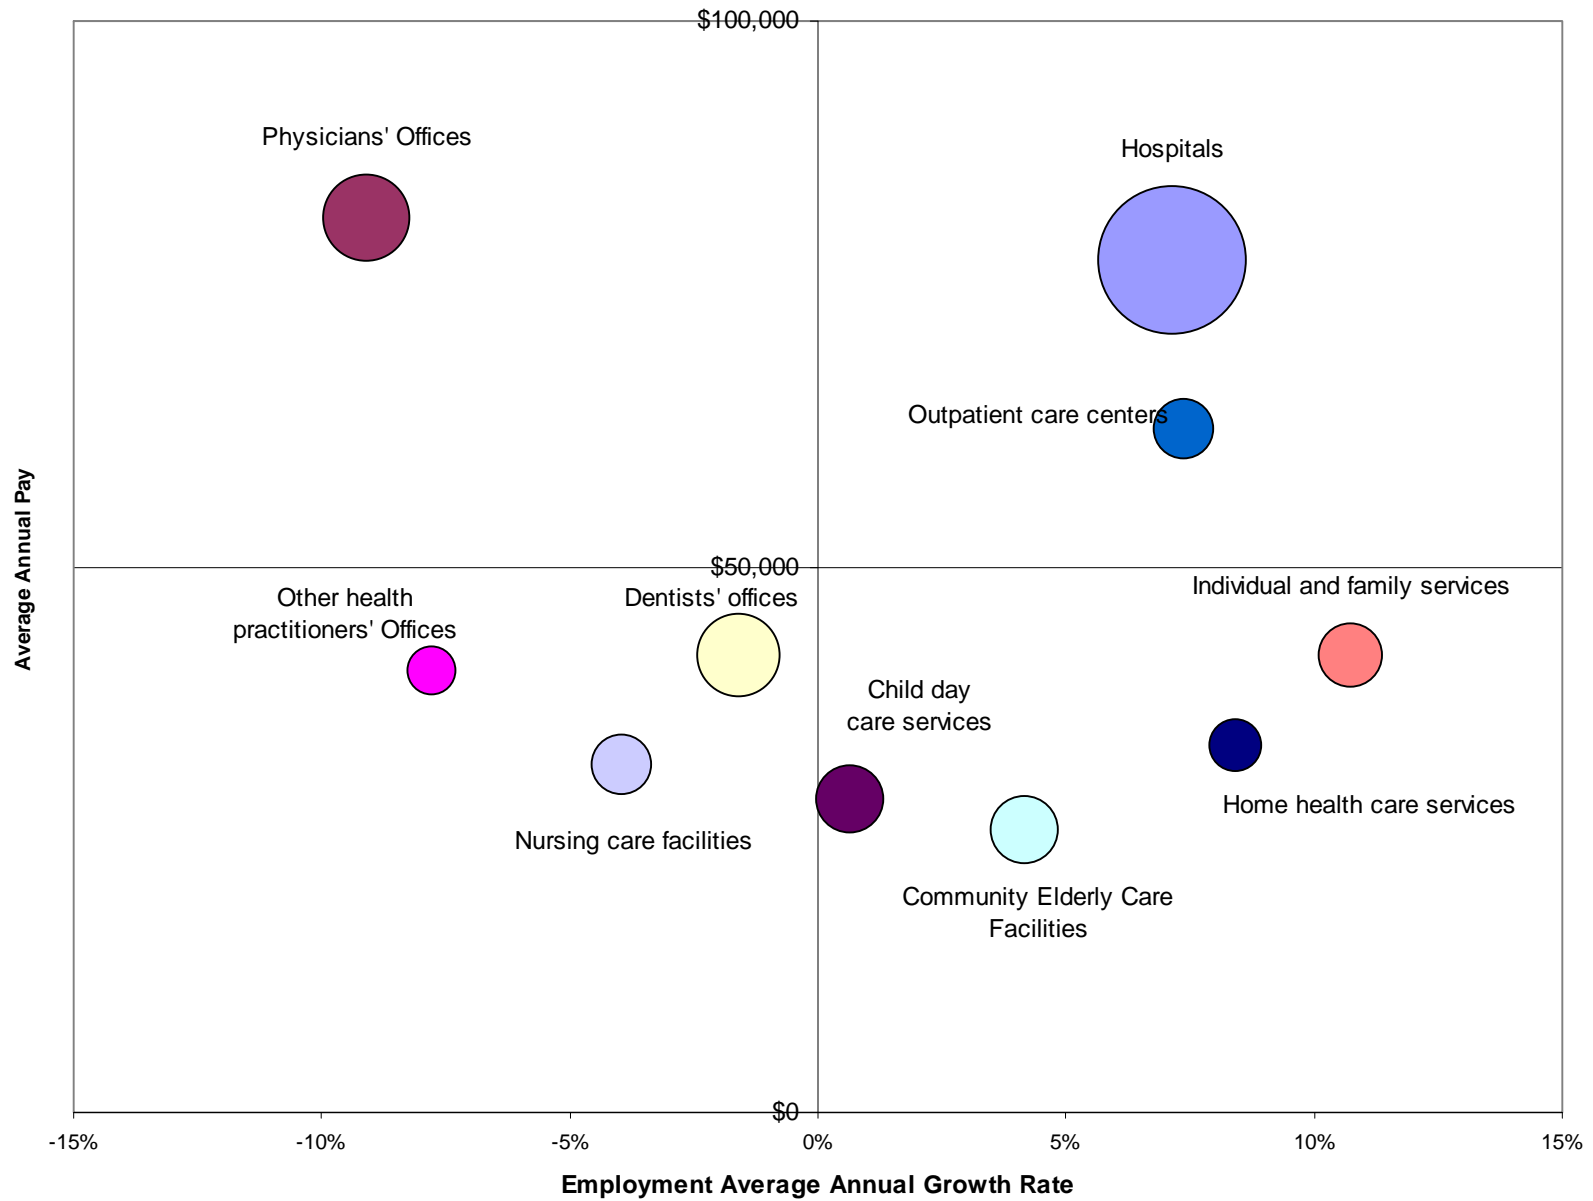 $100,000
Physicians' Offices
Hospitals
Outpatient care centers
Average Annual Pay
$50,000
Individual and family services
Other health
practitioners' Offices
Dentists' offices
Child day
care services
Home health care services
Nursing care facilities
Community Elderly Care
Facilities
$0
-15% -10% -5% 0% 5% 10% 15%
Employment Average Annual Growth Rate